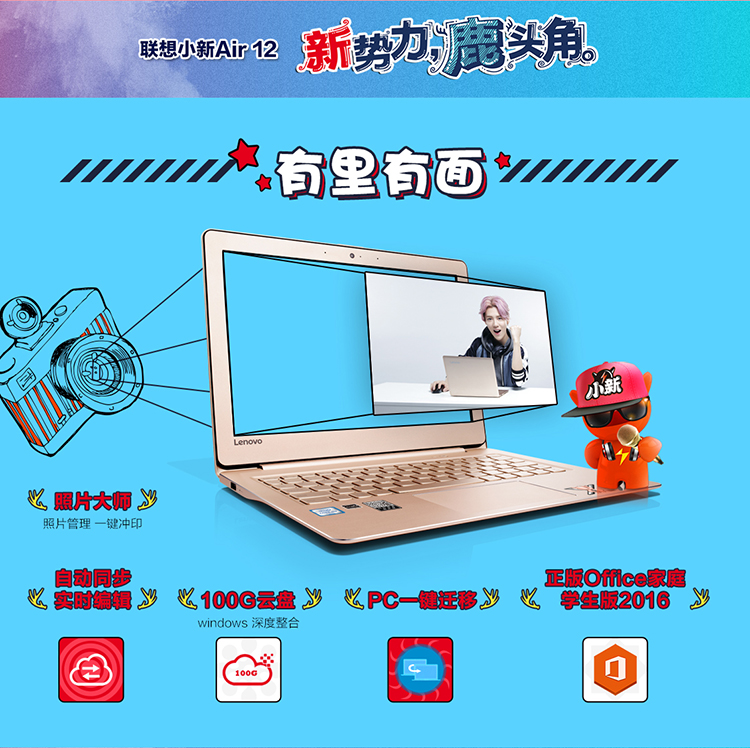 联想小新Air 12
新势力,鹿头角。
有里有面
小新
Lenovo
照片大师
照片管理 一键冲印
自动同步
实时编辑
100G云盘
windows 深度整合
PC一键迁移
正版Office家庭
学生版2016
100G